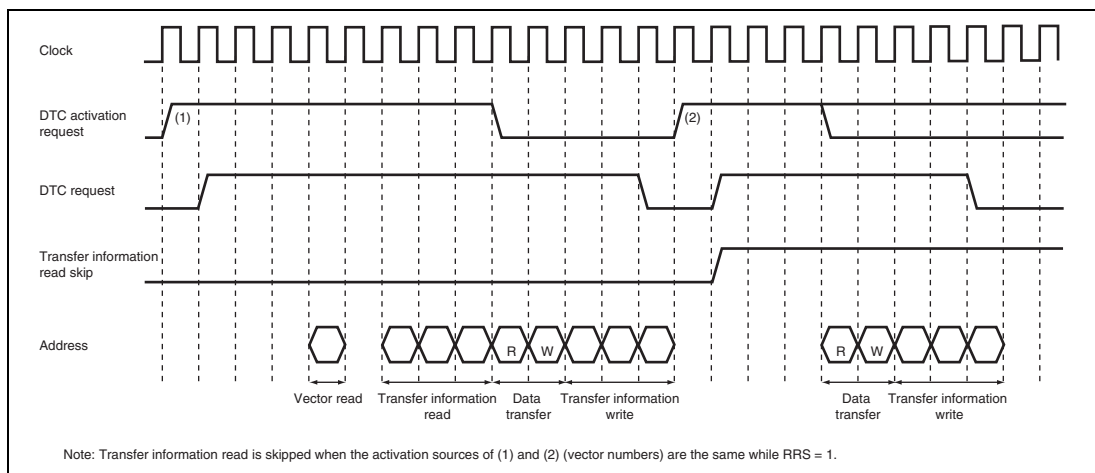 Clock
DTC activation
request
(1)
(2)
DTC request
Transfer information
read skip
Address
R
W
R
W
Vector read
Transfer information
read
Data
transfer
Transfer information
write
Data
transfer
Transfer information
write
Note: Transfer information read is skipped when the activation sources of (1) and (2) (vector numbers) are the same while RRS = 1.